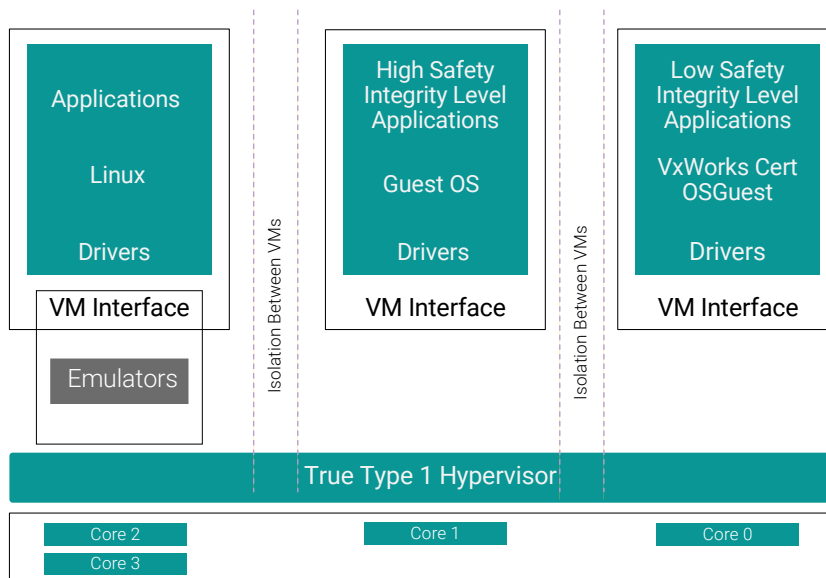 Applications
Linux
Drivers
VM Interface
Emulators
Isolation Between VMs
High Safety
Integrity Level
Applications
Guest OS
Drivers
VM Interface
Isolation Between VMs
Low Safety
Integrity Level
Applications
VxWorks Cert
OSGuest
Drivers
VM Interface
True Type 1 Hypervisor
Core 2
Core 3
Core 1
Core 0